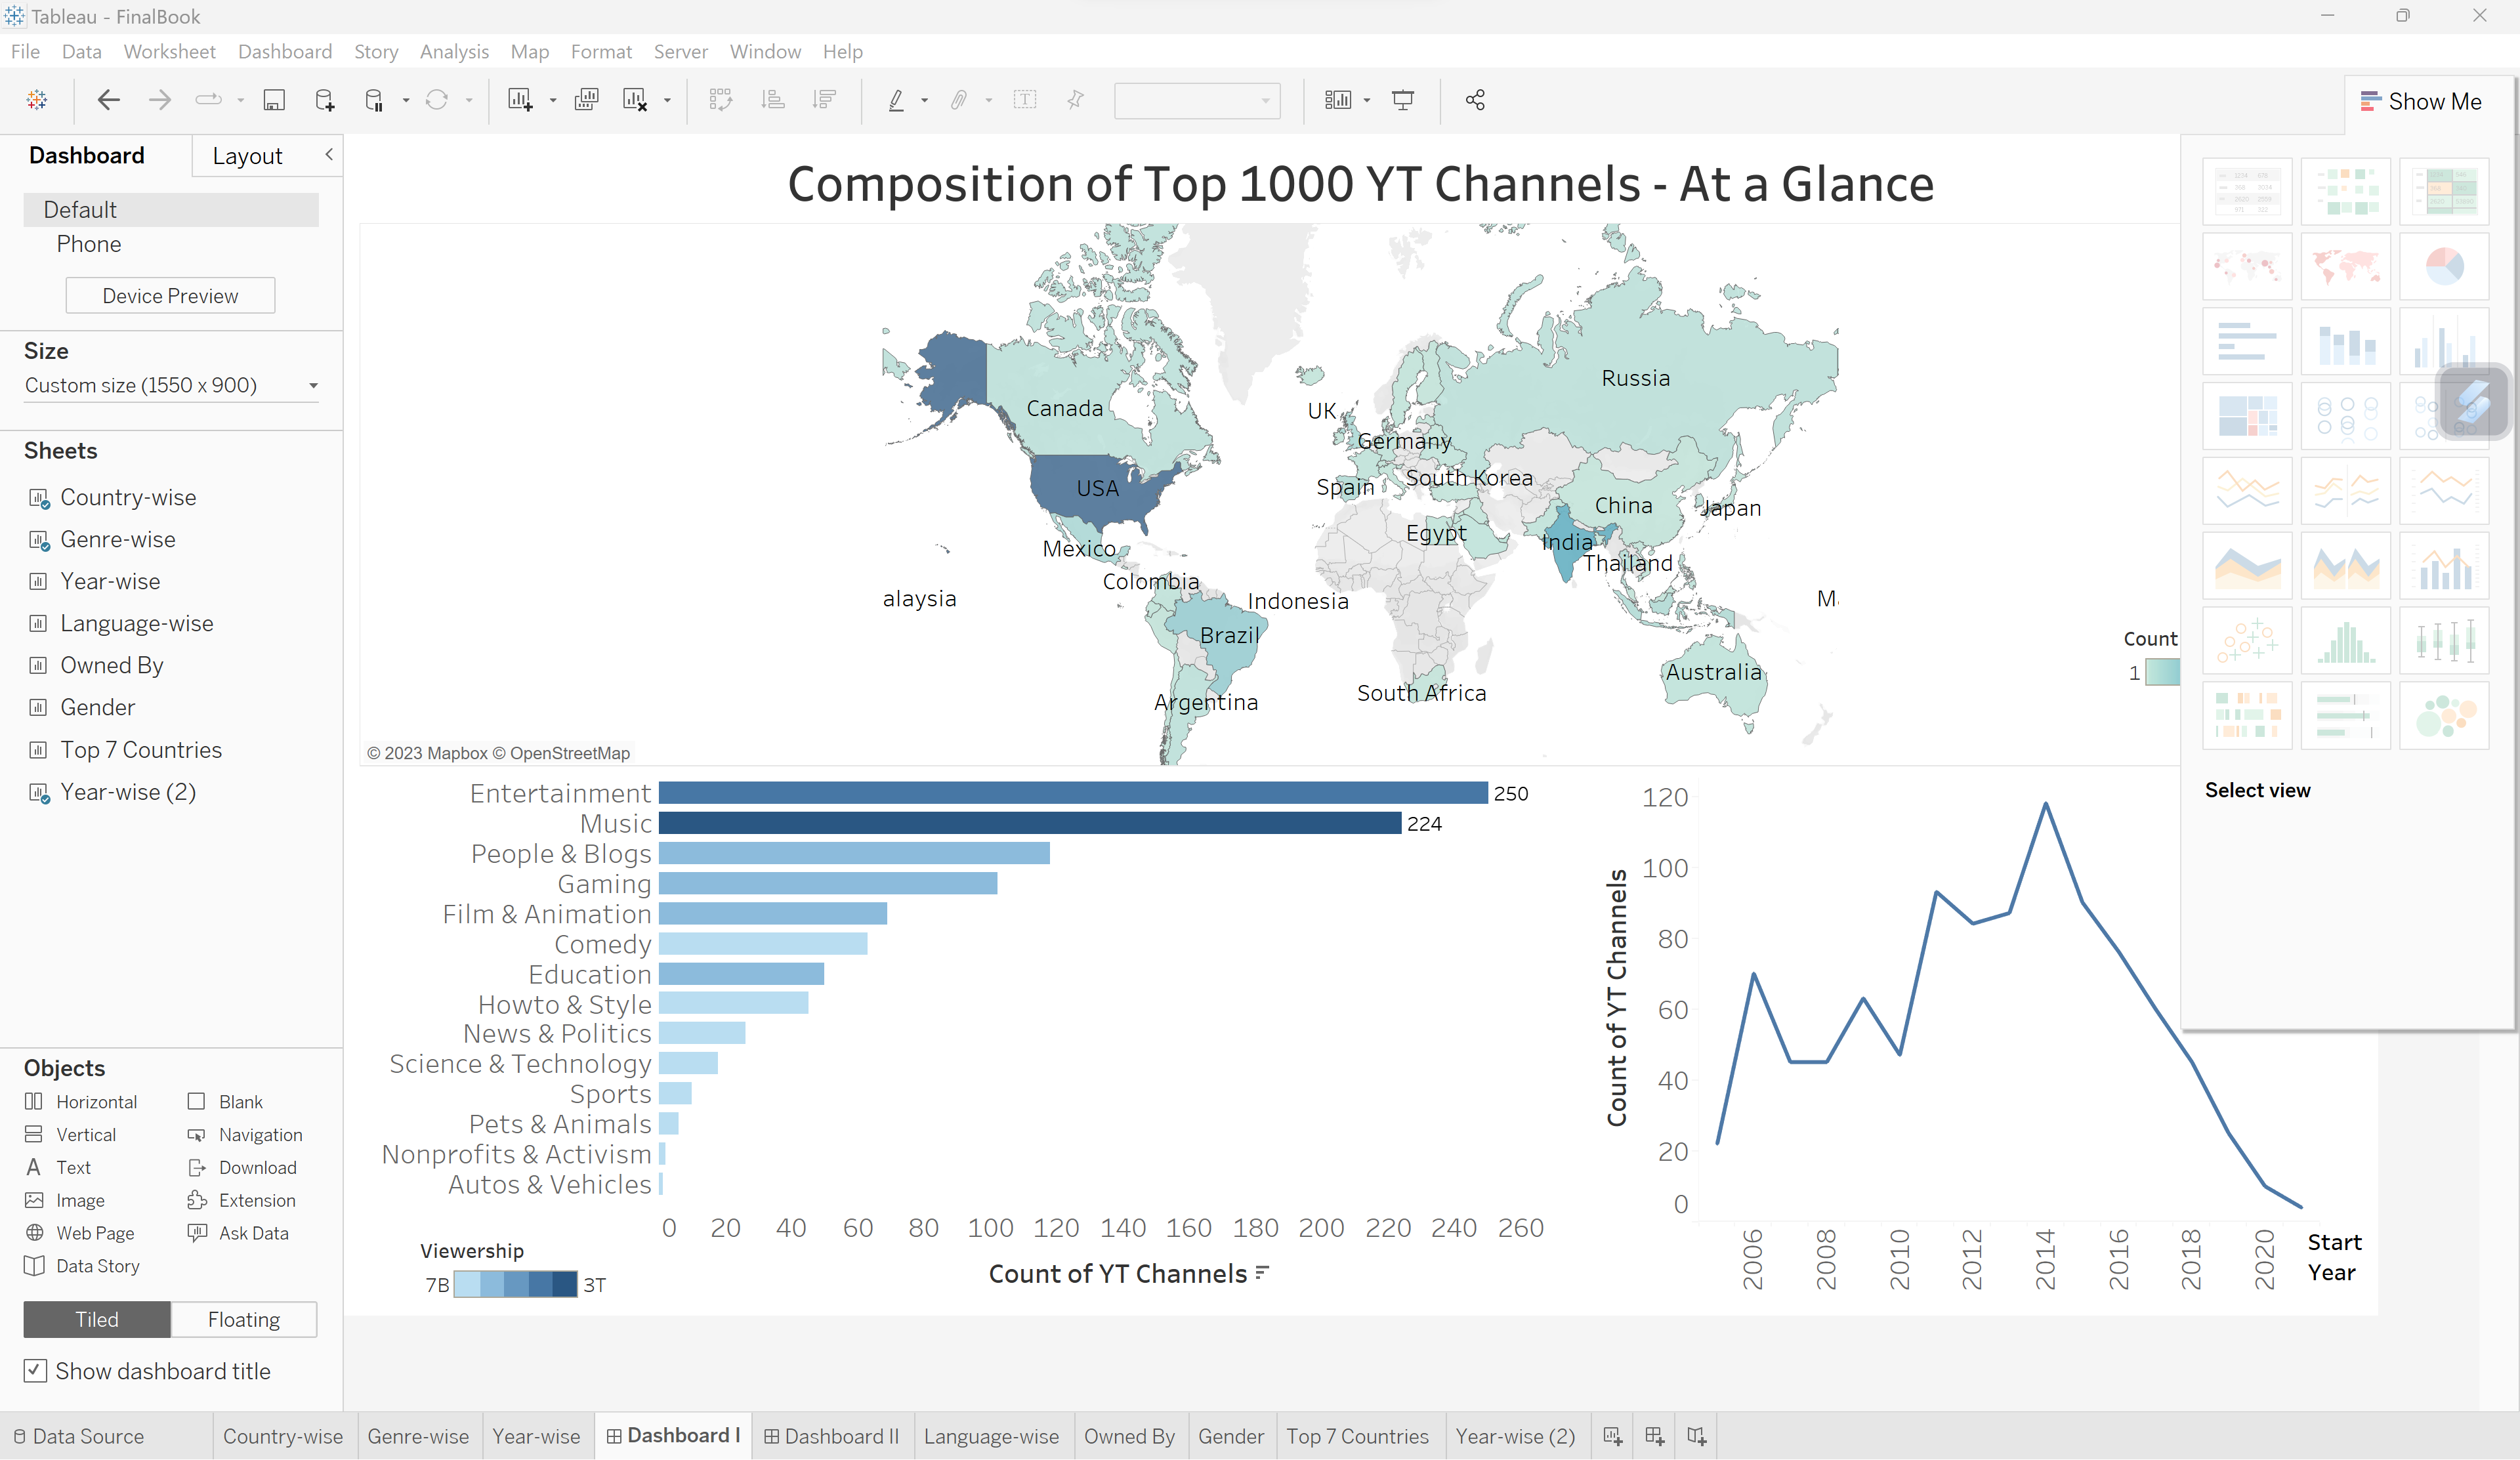 Tableau - FinalBook
File Data Worksheet Dashboard Story Analysis Map Format Server Window Help
Show Me
Dashboard Layout
Default
Phone
Device Preview
Size
Custom size (1550 x 900)
Sheets
Country-wise
Genre-wise
Year-wise
Language-wise
Owned By
Gender
Top 7 Countries
Year-wise (2)
Objects
Horizontal Blank
Vertical Navigation
Text Download
Image Extension
Web Page Ask Data
Data Story
Tiled Floating
Show dashboard title
Composition of Top 1000 YT Channels - At a Glance
Russia
Canada
UK
Germany
South Korea
USA
Spain
China
Japan
Egypt
India
Mexico
Thailand
Colombia
alaysia
Indonesia
M
Brazil
Count
1
Australia
South Africa
Argentina
© 2023 Mapbox © OpenStreetMap
Entertainment 250
Music 224
People & Blogs
Gaming
Film & Animation
Comedy
Education
Howto & Style
News & Politics
Science & Technology
Sports
Pets & Animals
Nonprofits & Activism
Autos & Vehicles
0 20 40 60 80 100 120 140 160 180 200 220 240 260
Count of YT Channels
Viewership
7B 3T
120
100
80
60
40
20
0
Count of YT Channels
2006 2008 2010 2012 2014 2016 2018 2020
Start
Year
Select view
Data Source Country-wise Genre-wise Year-wise Dashboard I Dashboard II Language-wise Owned By Gender Top 7 Countries Year-wise (2)